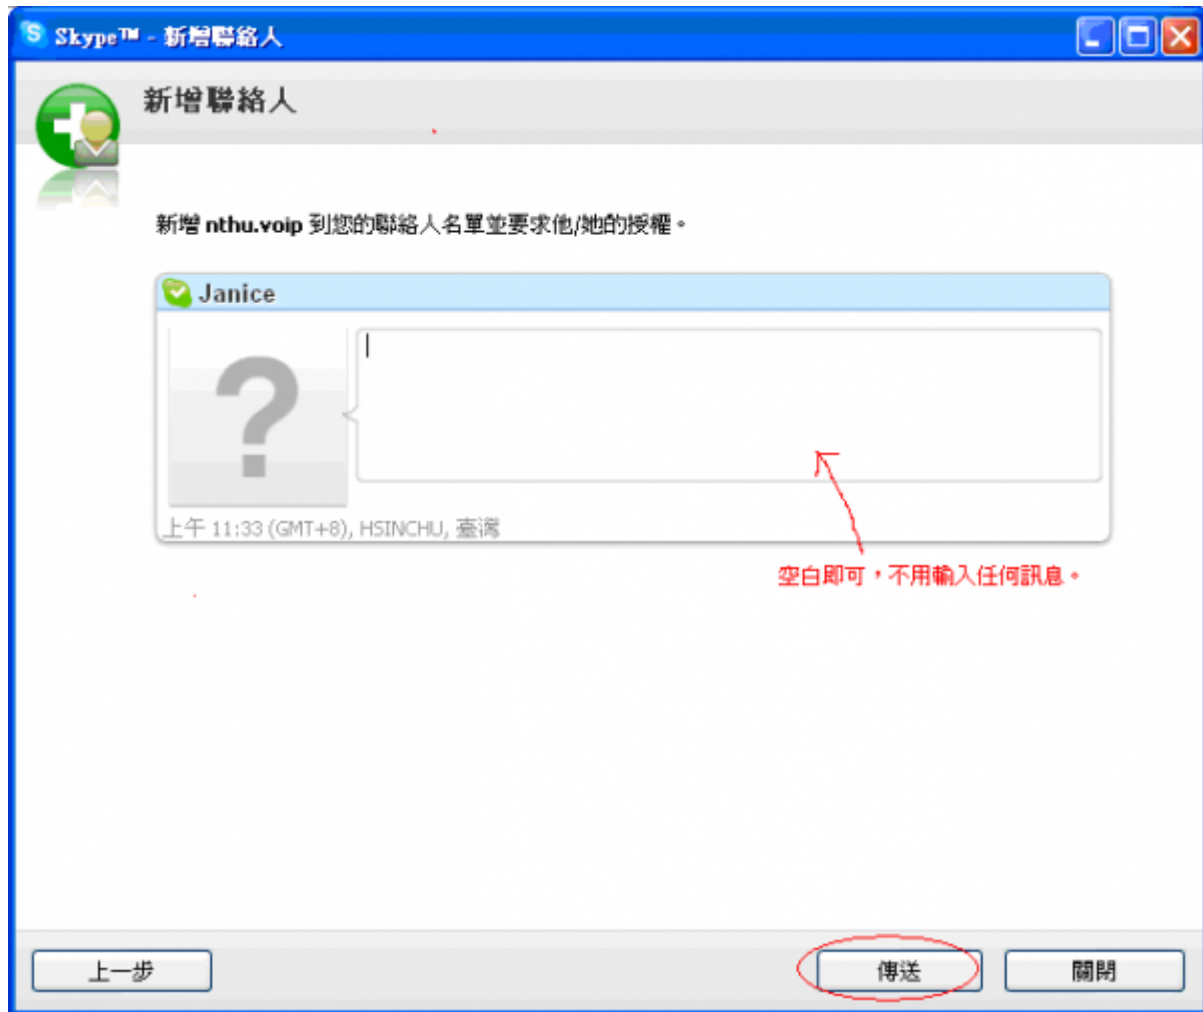 Skype™ - 新增聯絡人
新增聯絡人
新增 nthu.voip 到您的聯絡人名單並要求他/她的授權。
Janice
?
上午 11:33 (GMT+8), HSINCHU, 臺灣
空白即可，不用輸入任何訊息。
上一步
傳送
關閉